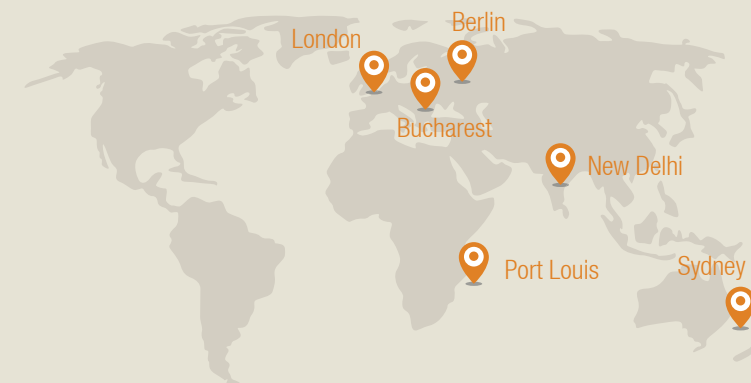 Berlin
London
Bucharest
New Delhi
Port Louis
Sydney